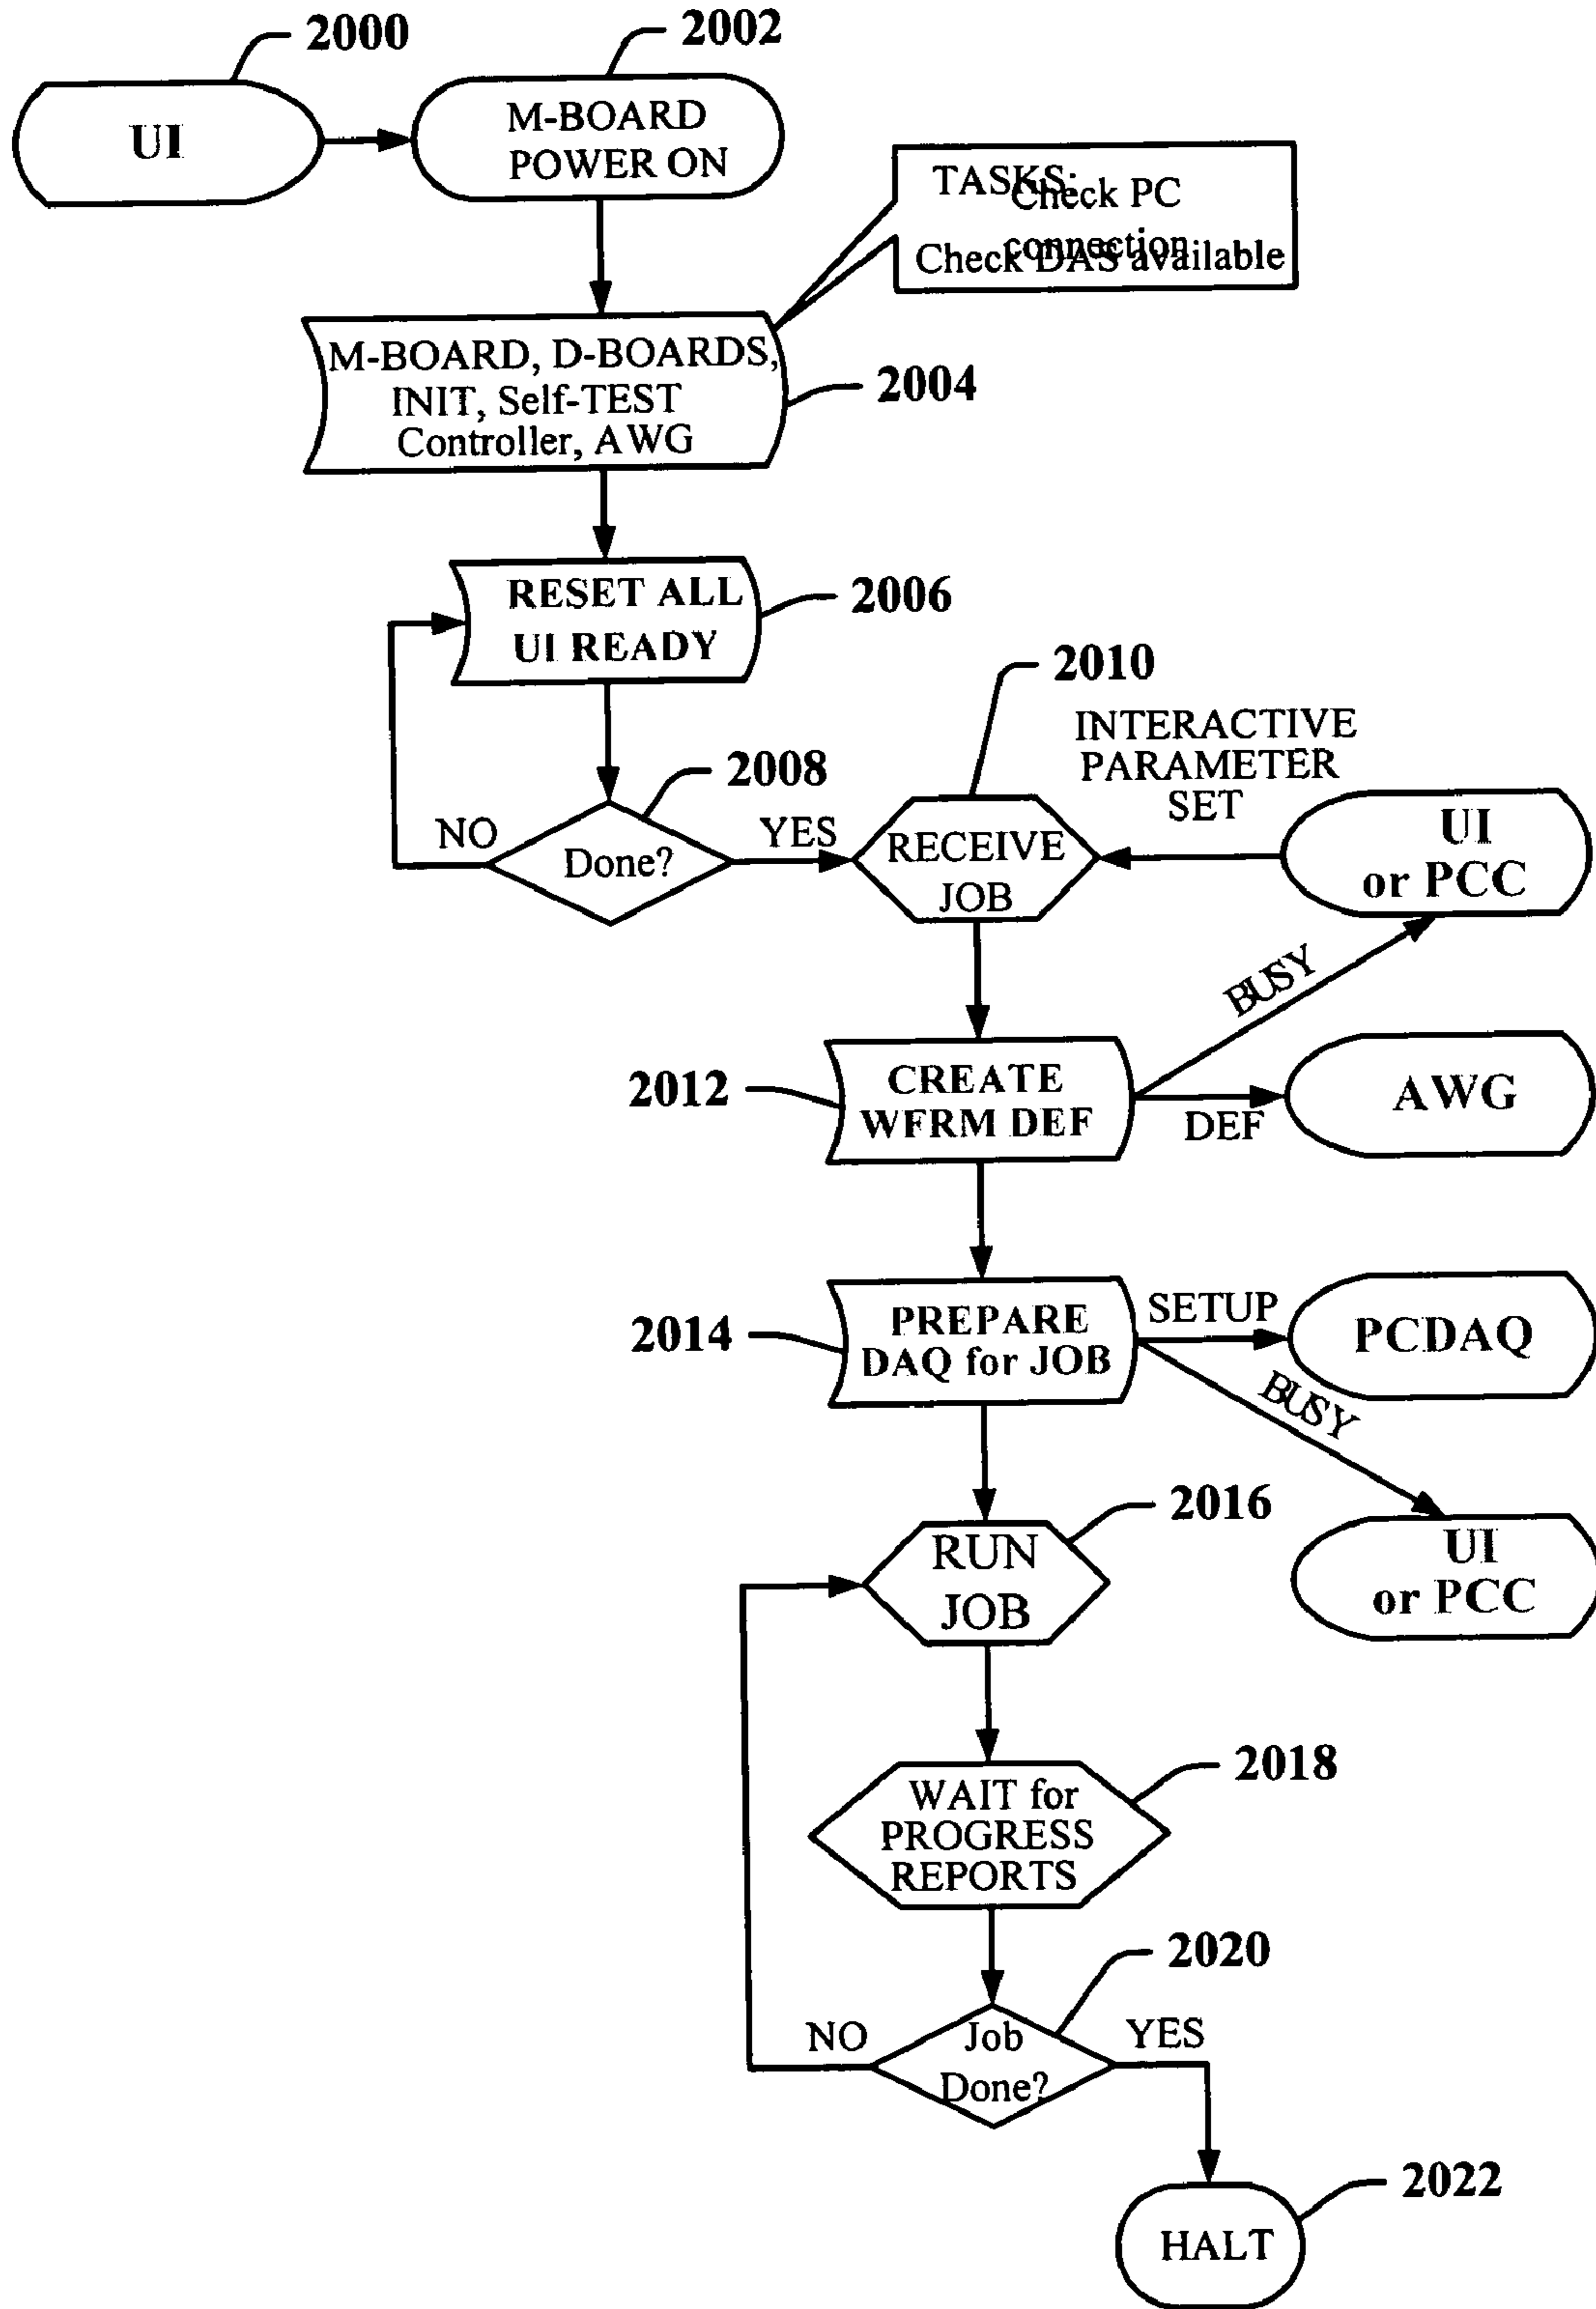 2000
2002
UI
M-BOARD
POWER ON
TASKS:
Check PC
connection
Check DAS available
M-BOARD, D-BOARDS,
INIT, Self-TEST
Controller, AWG
2004
RESET ALL
UI READY
2006
2008
NO
Done?
YES
2010
RECEIVE
JOB
INTERACTIVE
PARAMETER
SET
UI
or PCC
BUSY
2012
CREATE
WFRM DEF
DEF
AWG
2014
PREPARE
DAQ for JOB
SETUP
PCDAQ
BUSY
UI
or PCC
2016
RUN
JOB
2018
WAIT for
PROGRESS
REPORTS
2020
NO
Job
Done?
YES
2022
HALT